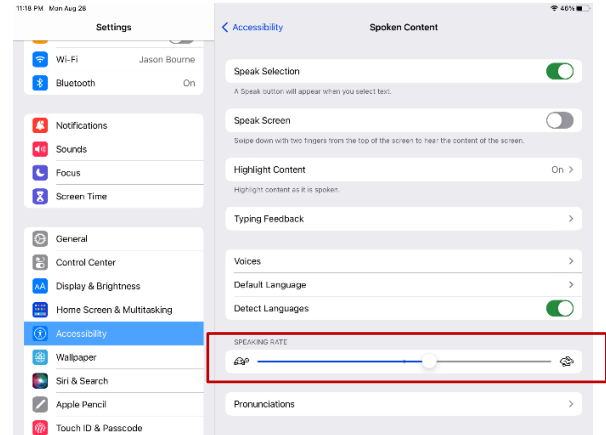 11:18 PM Mon Aug 28
46%
Settings
Wi-Fi Jason Bourne
Bluetooth On
Notifications
Sounds
Focus
Screen Time
General
Control Center
AA Display & Brightness
Home Screen & Multitasking
Accessibility
Wallpaper
Siri & Search
Apple Pencil
Touch ID & Passcode
Accessibility
Spoken Content
Speak Selection
A Speak button will appear when you select text.
Speak Screen
Swipe down with two fingers from the top of the screen to hear the content of the screen.
Highlight Content On
Highlight content as it is spoken.
Typing Feedback
Voices
Default Language
Detect Languages
SPEAKING RATE
Pronunciations